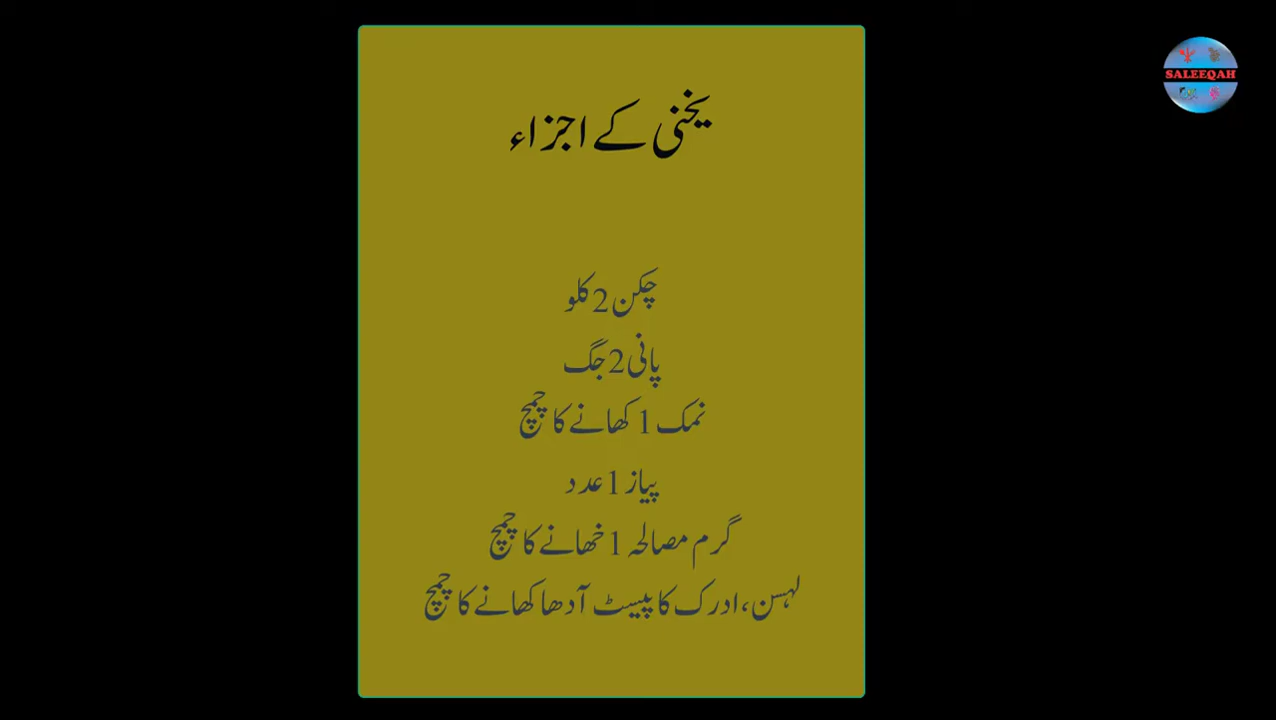 یخنی کے اجزاء
چکن 2 کلو
پانی 2 جگ
نمک 1 کھانے کا چمچ
پیاز 1 عدد
گرم مصالحہ 1 خھانے کا چمچ
لہسن، ادرک کا پیسٹ آدھا کھانے کا چمچ
SALEEQAH